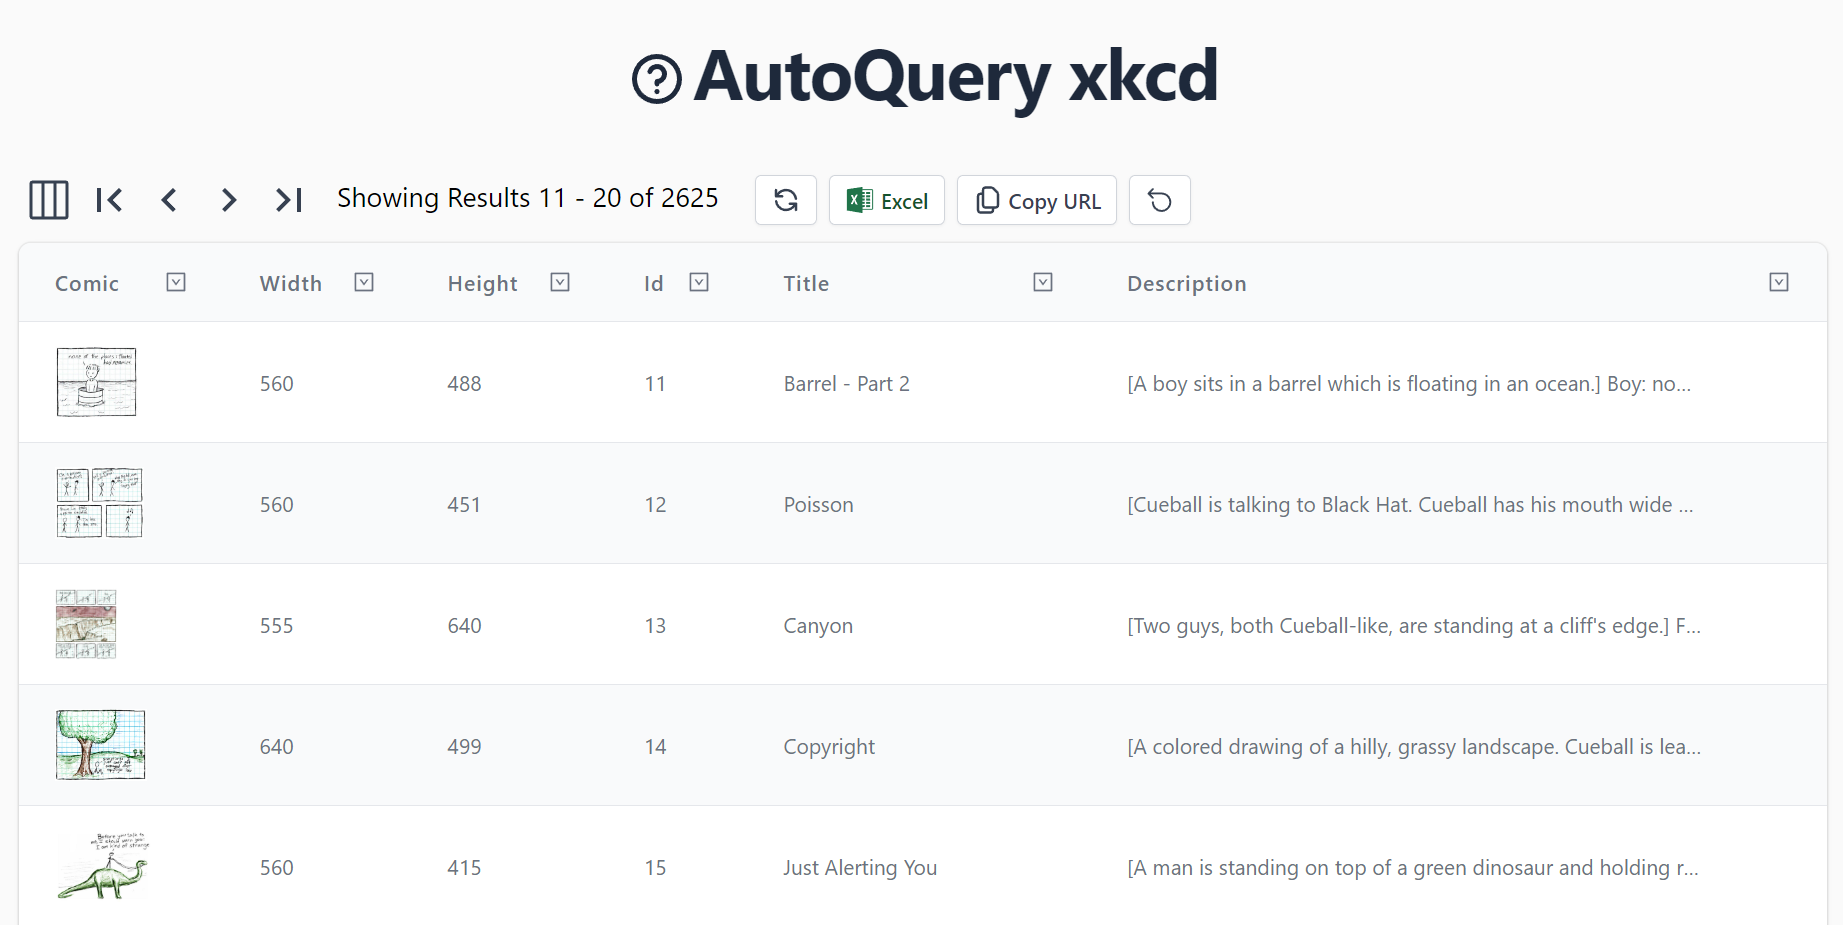 AutoQuery xkcd
Showing Results 11 - 20 of 2625
Excel
Copy URL
Comic Width Height Id Title Description
560 488 11 Barrel - Part 2 [A boy sits in a barrel which is floating in an ocean.] Boy: no...
560 451 12 Poisson [Cueball is talking to Black Hat. Cueball has his mouth wide ...
555 640 13 Canyon [Two guys, both Cueball-like, are standing at a cliff's edge.] F...
640 499 14 Copyright [A colored drawing of a hilly, grassy landscape. Cueball is lea...
560 415 15 Just Alerting You [A man is standing on top of a green dinosaur and holding r...